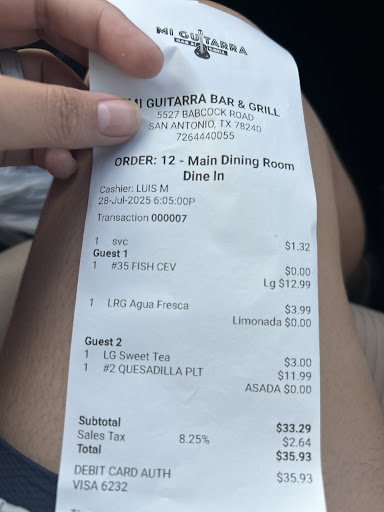 MI GUITARRA
BAR AND GRILL
MI GUITARRA BAR & GRILL
5527 BABCOCK ROAD
SAN ANTONIO, TX 78240
7264440055
ORDER: 12 - Main Dining Room
Dine In
Cashier: LUIS M
28-Jul-2025 6:05:00P
Transaction 000007
1 svc $1.32
Guest 1
1 #35 FISH CEV $0.00
Lg $12.99
1 LRG Agua Fresca $3.99
Limonada $0.00
Guest 2
1 LG Sweet Tea $3.00
1 #2 QUESADILLA PLT $11.99
ASADA $0.00
Subtotal $33.29
Sales Tax 8.25% $2.64
Total $35.93
DEBIT CARD AUTH $35.93
VISA 6232